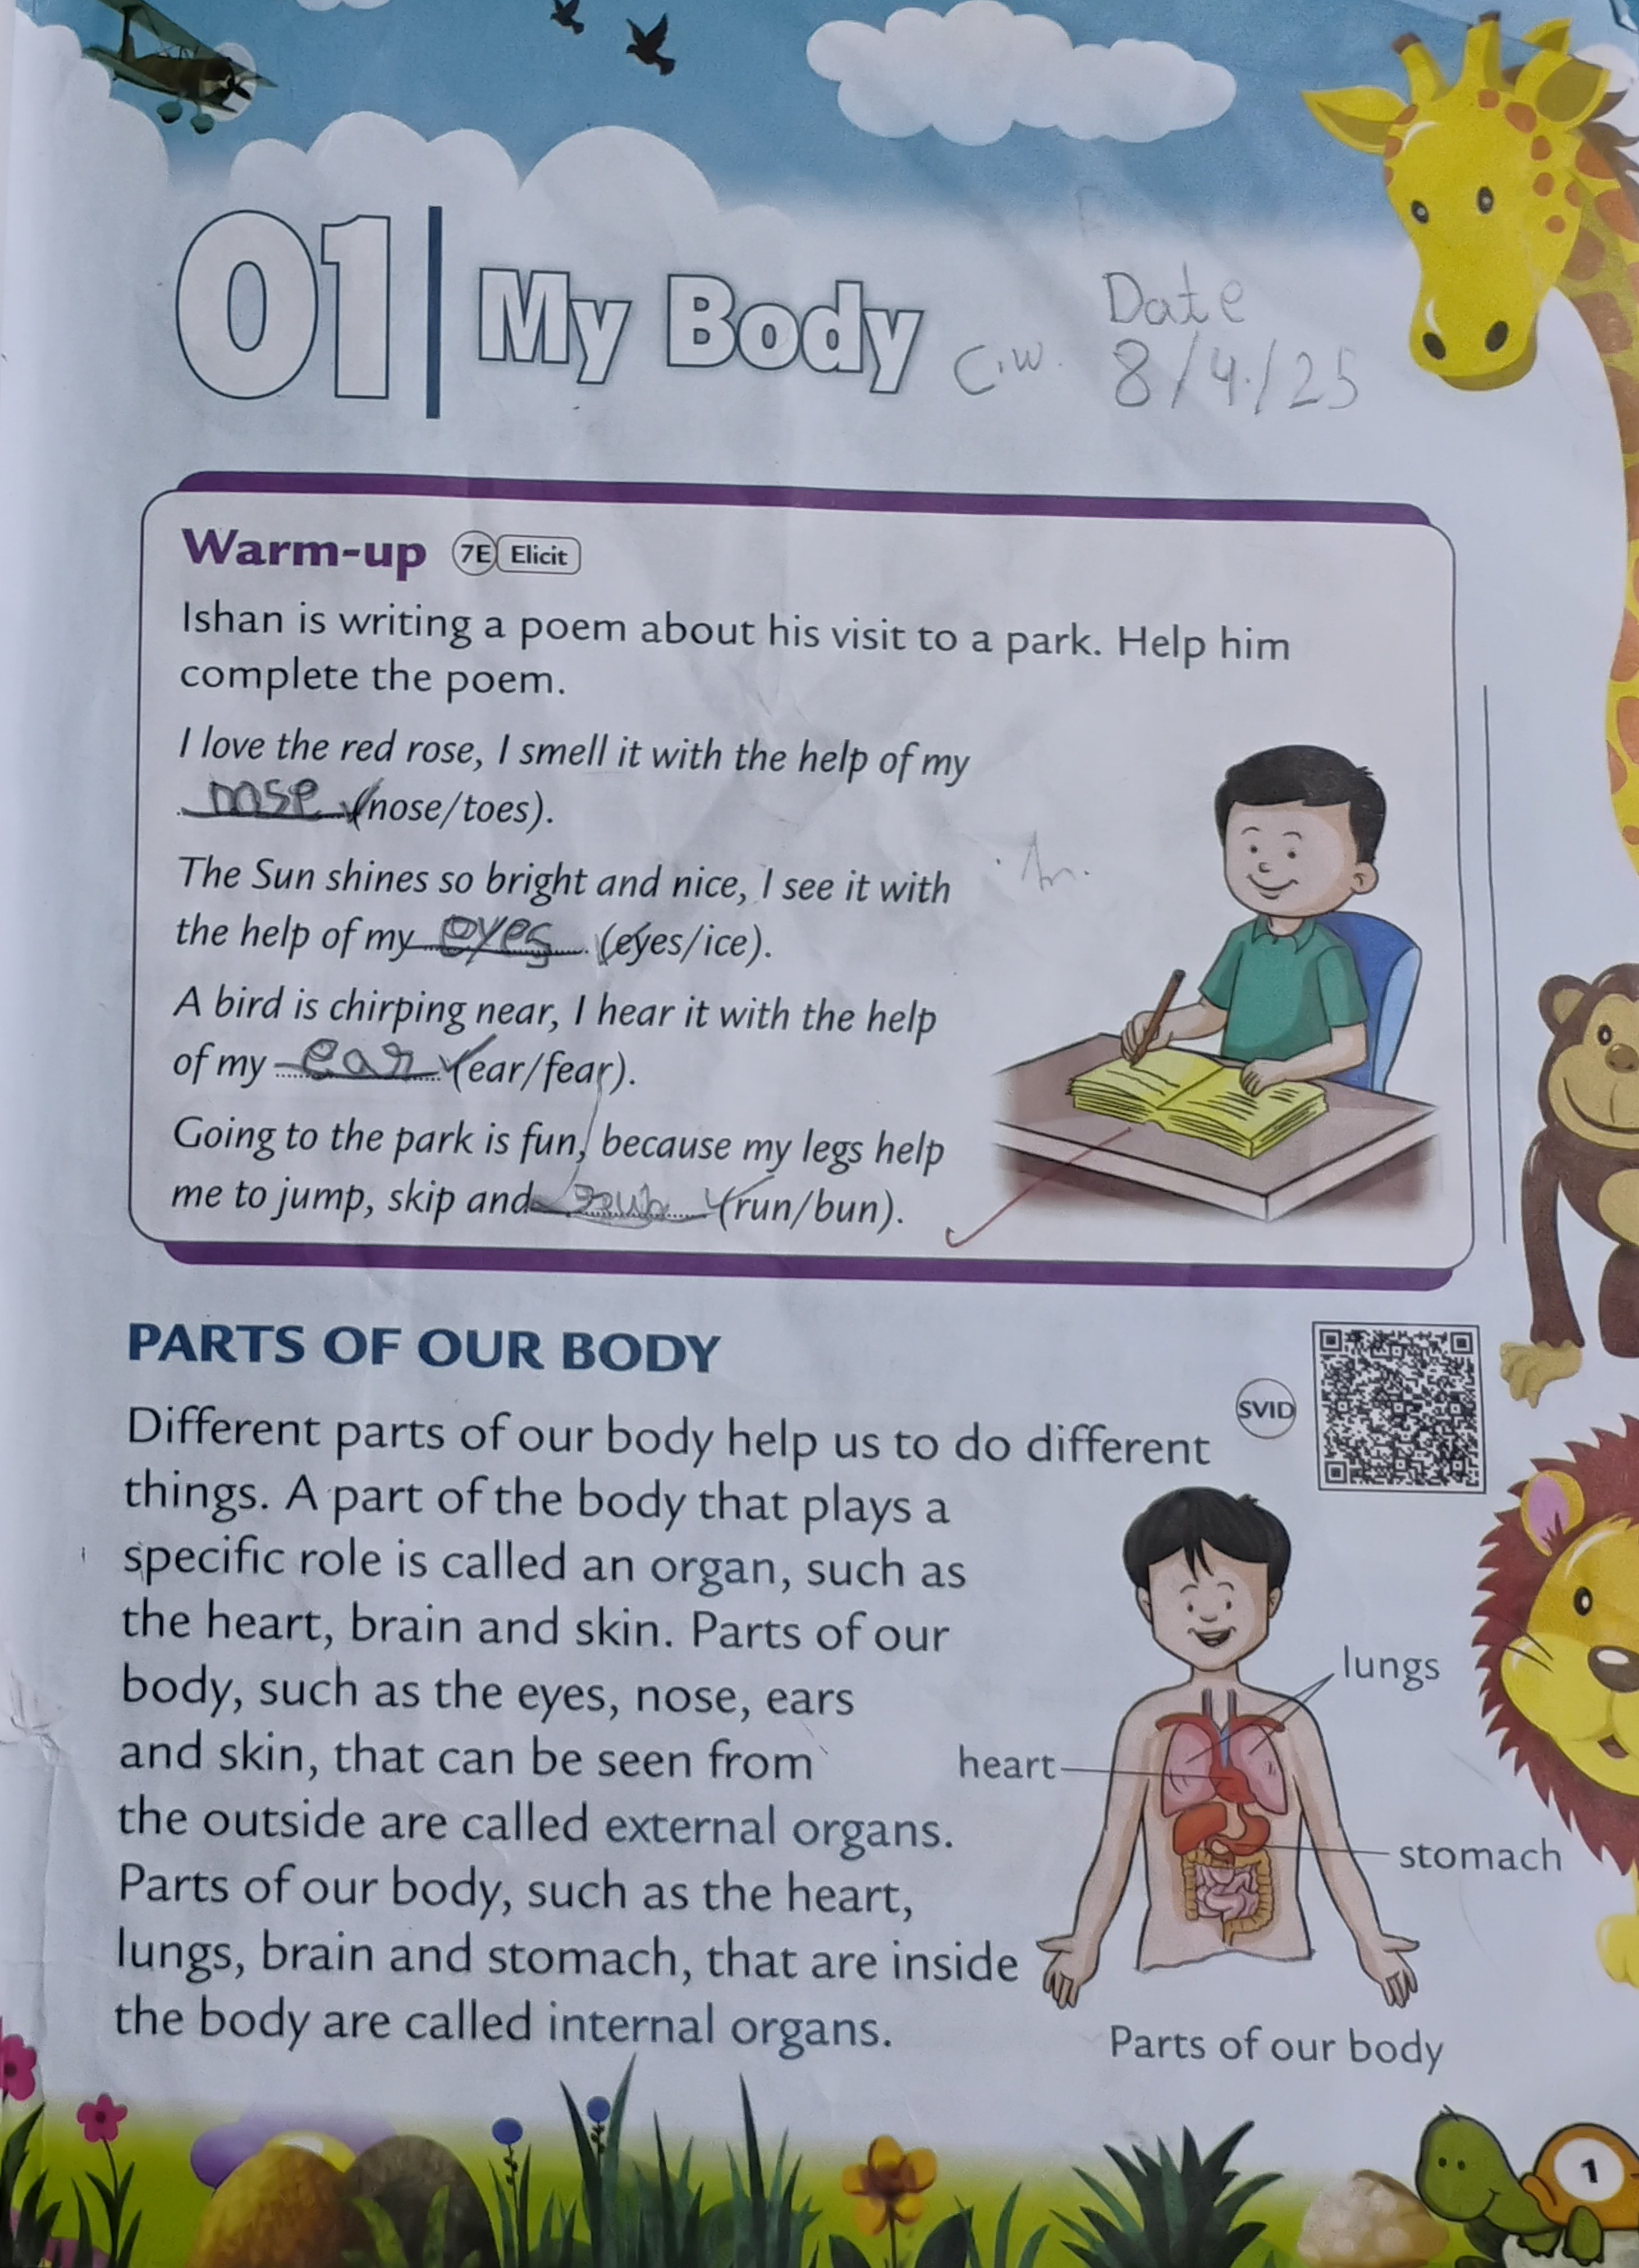 01 My Body
C.W.
Date
8/4/25
Warm-up 7E Elicit
Ishan is writing a poem about his visit to a park. Help him
complete the poem.
I love the red rose, I smell it with the help of my
nose (nose/toes).
The Sun shines so bright and nice, I see it with
the help of my eyes (eyes/ice).
A bird is chirping near, I hear it with the help
of my ear (ear/fear).
Going to the park is fun, because my legs help
me to jump, skip and run (run/bun).
PARTS OF OUR BODY
SVID
Different parts of our body help us to do different
things. A part of the body that plays a
specific role is called an organ, such as
the heart, brain and skin. Parts of our
body, such as the eyes, nose, ears
and skin, that can be seen from
the outside are called external organs.
Parts of our body, such as the heart,
lungs, brain and stomach, that are inside
the body are called internal organs.
lungs
heart
stomach
Parts of our body
1